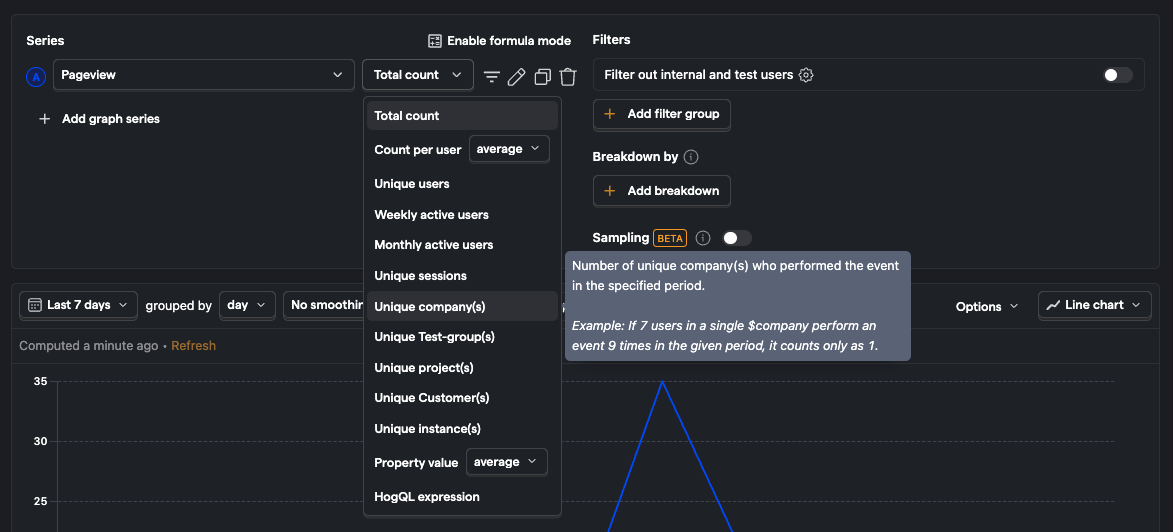 Series
Enable formula mode
Filters
A
Pageview
Total count
Filter out internal and test users
Add graph series
Total count
Count per user
average
Unique users
Weekly active users
Monthly active users
Unique sessions
Unique company(s)
Unique Test-group(s)
Unique project(s)
Unique Customer(s)
Unique instance(s)
Property value
average
HogQL expression
Add filter group
Breakdown by
Add breakdown
Sampling
BETA
Number of unique company(s) who performed the event
in the specified period.
Example: If 7 users in a single $company perform an
event 9 times in the given period, it counts only as 1.
Last 7 days
grouped by
day
Options
Line chart
Computed a minute ago • Refresh
35
30
25